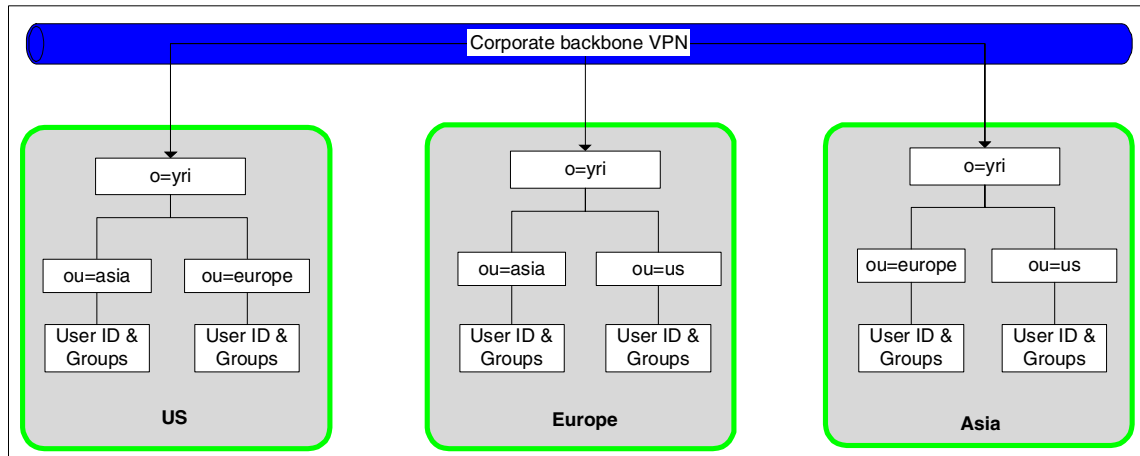 Corporate backbone VPN
o=yri
ou=asia
ou=europe
User ID &
Groups
User ID &
Groups
US
o=yri
ou=asia
ou=us
User ID &
Groups
User ID &
Groups
Europe
o=yri
ou=europe
ou=us
User ID &
Groups
User ID &
Groups
Asia